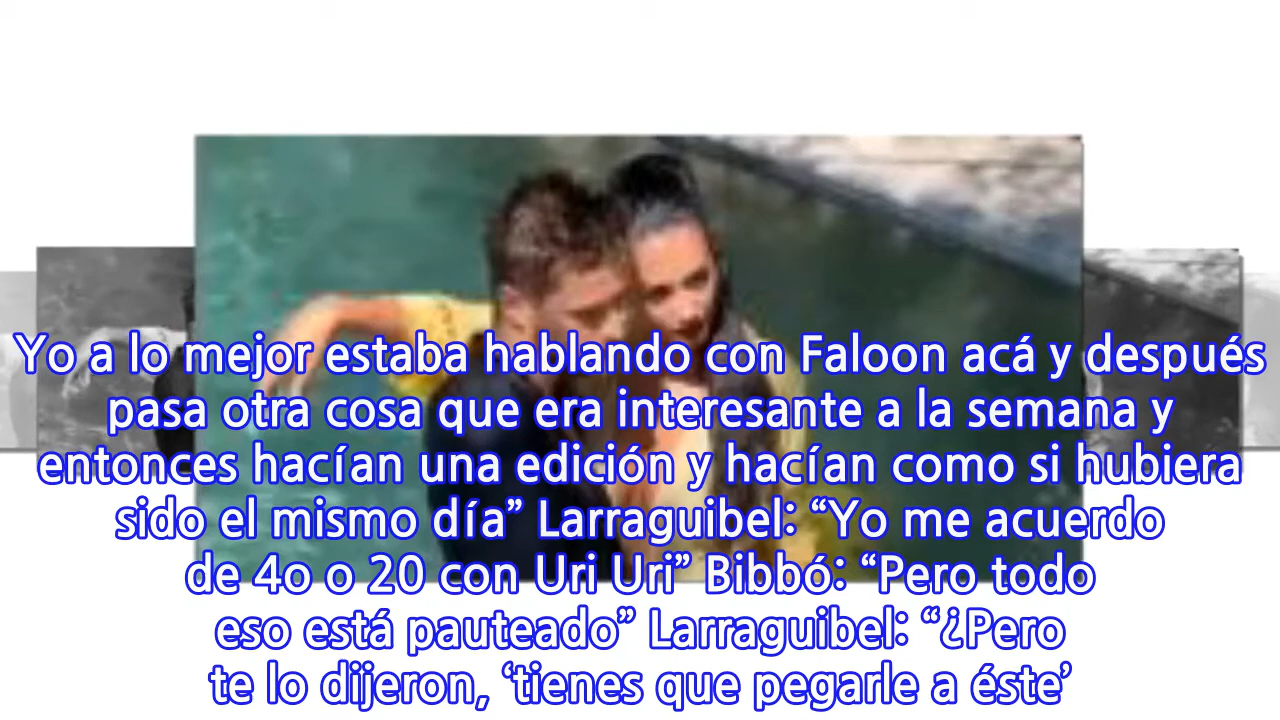 Yo a lo mejor estaba hablando con Faloon acá y después
pasa otra cosa que era interesante a la semana y
entonces hacían una edición y hacían como si hubiera
sido el mismo día” Larraguibel: “Yo me acuerdo
de 4o o 20 con Uri Uri” Bibbó: “Pero todo
eso está pauteado” Larraguibel: “¿Pero
te lo dijeron, ‘tienes que pegarle a éste’